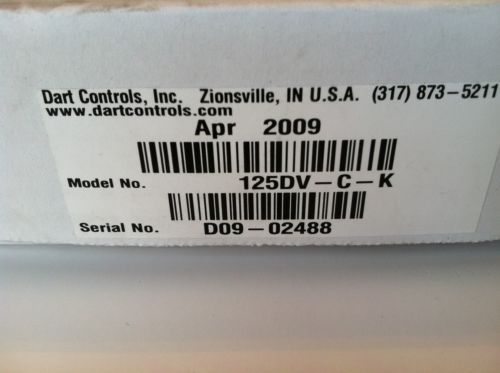 Dart Controls, Inc. Zionsville, IN U.S.A. (317) 873-5211
www.dartcontrols.com
Apr 2009
Model No. 125DV-C-K
Serial No. D09-02488